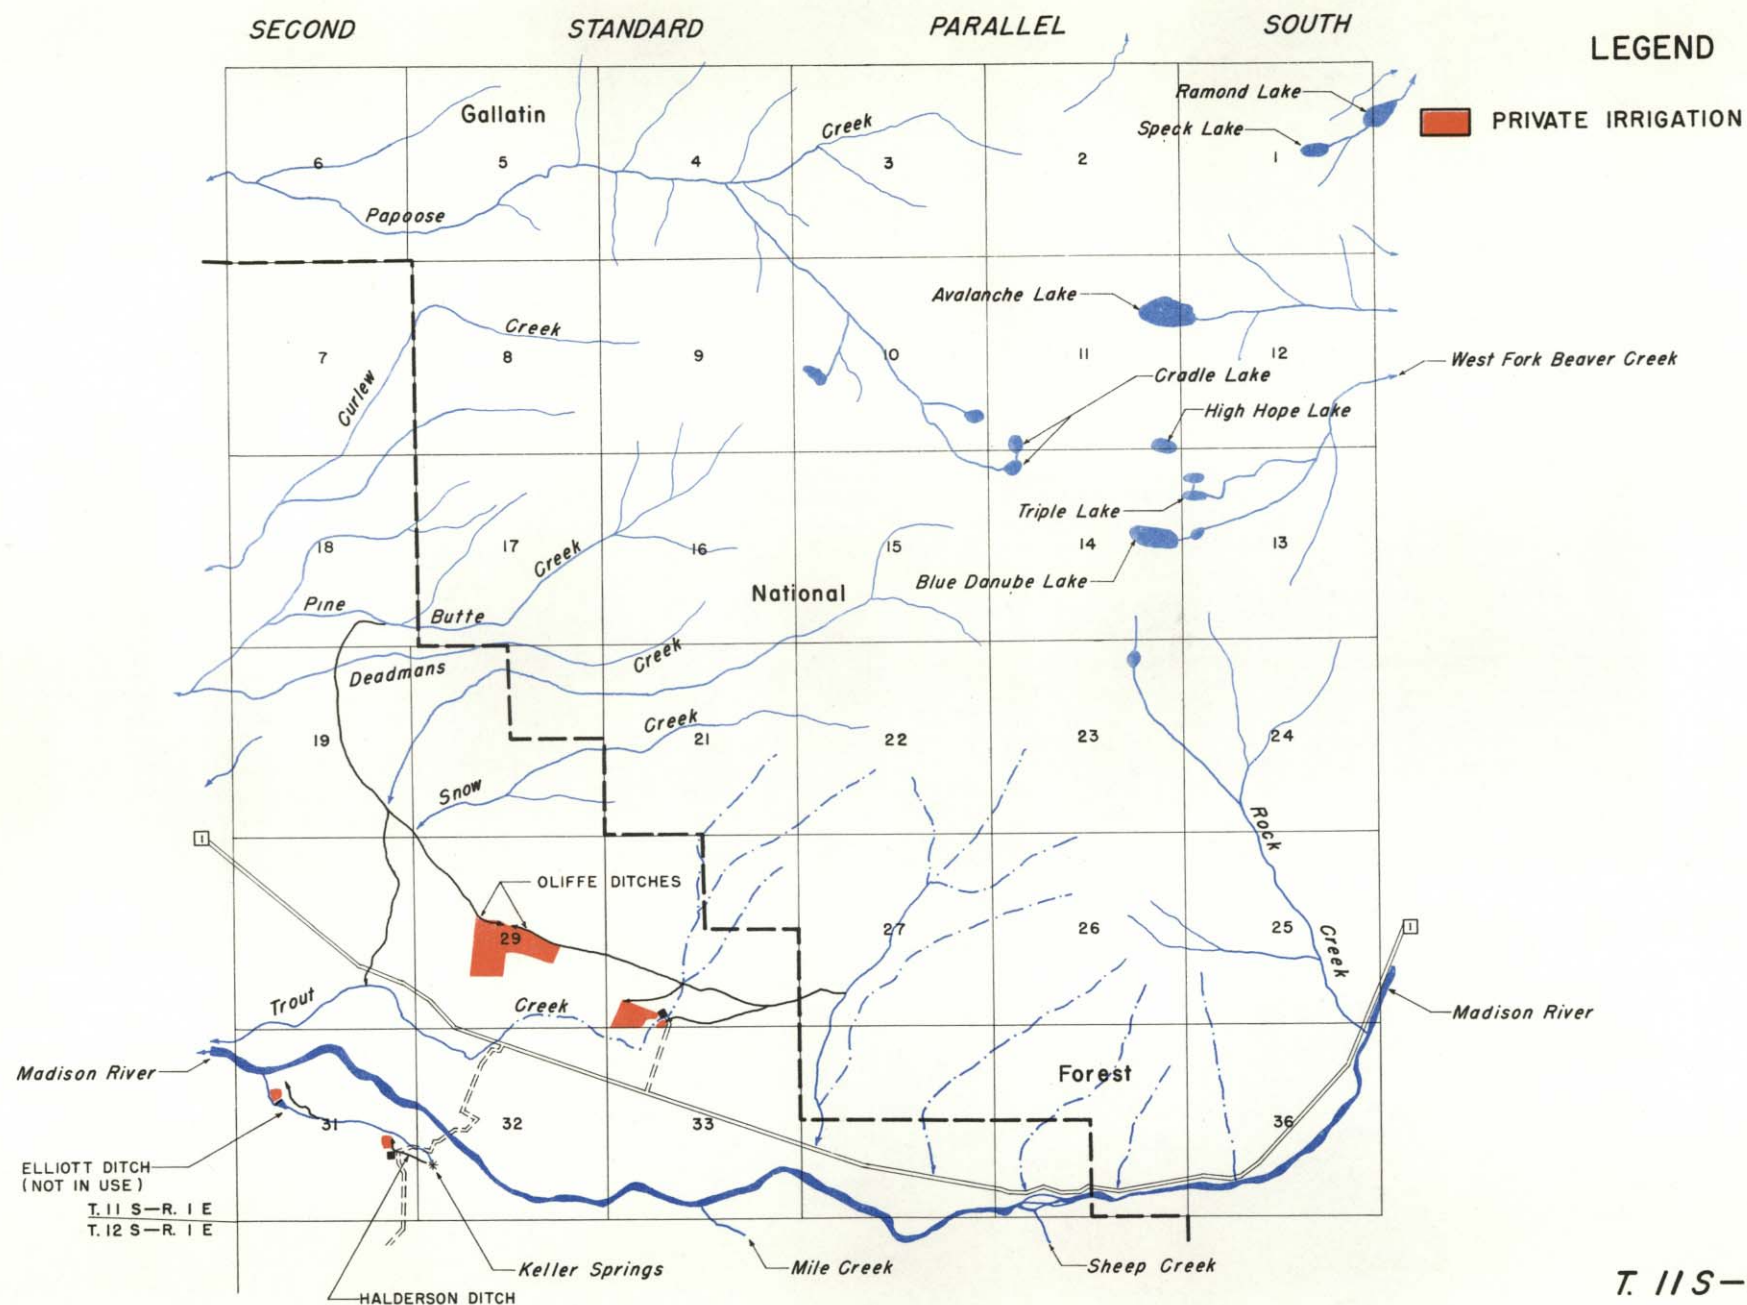 SECOND STANDARD PARALLEL SOUTH
LEGEND
PRIVATE IRRIGATION
Gallatin
Ramond Lake
Speck Lake
Creek
6 5 4 3 2 1
Papoose
Avalanche Lake
Creek
7 8 9 10 11 12
West Fork Beaver Creek
Cradle Lake
Curlew
High Hope Lake
Triple Lake
18 17 16 15 14 13
Creek
Blue Danube Lake
National
Pine Butte
Deadmans Creek
Creek
19 21 22 23 24
Snow
Rock
1
OLIFFE DITCHES
29 27 26 25
1
Creek
Trout Creek
Madison River
Madison River
Forest
31 32 33 36
ELLIOTT DITCH
(NOT IN USE)
T. 11 S—R. 1 E
T. 12 S—R. 1 E
Keller Springs
Mile Creek
Sheep Creek
HALDERSON DITCH
T. 11 S—